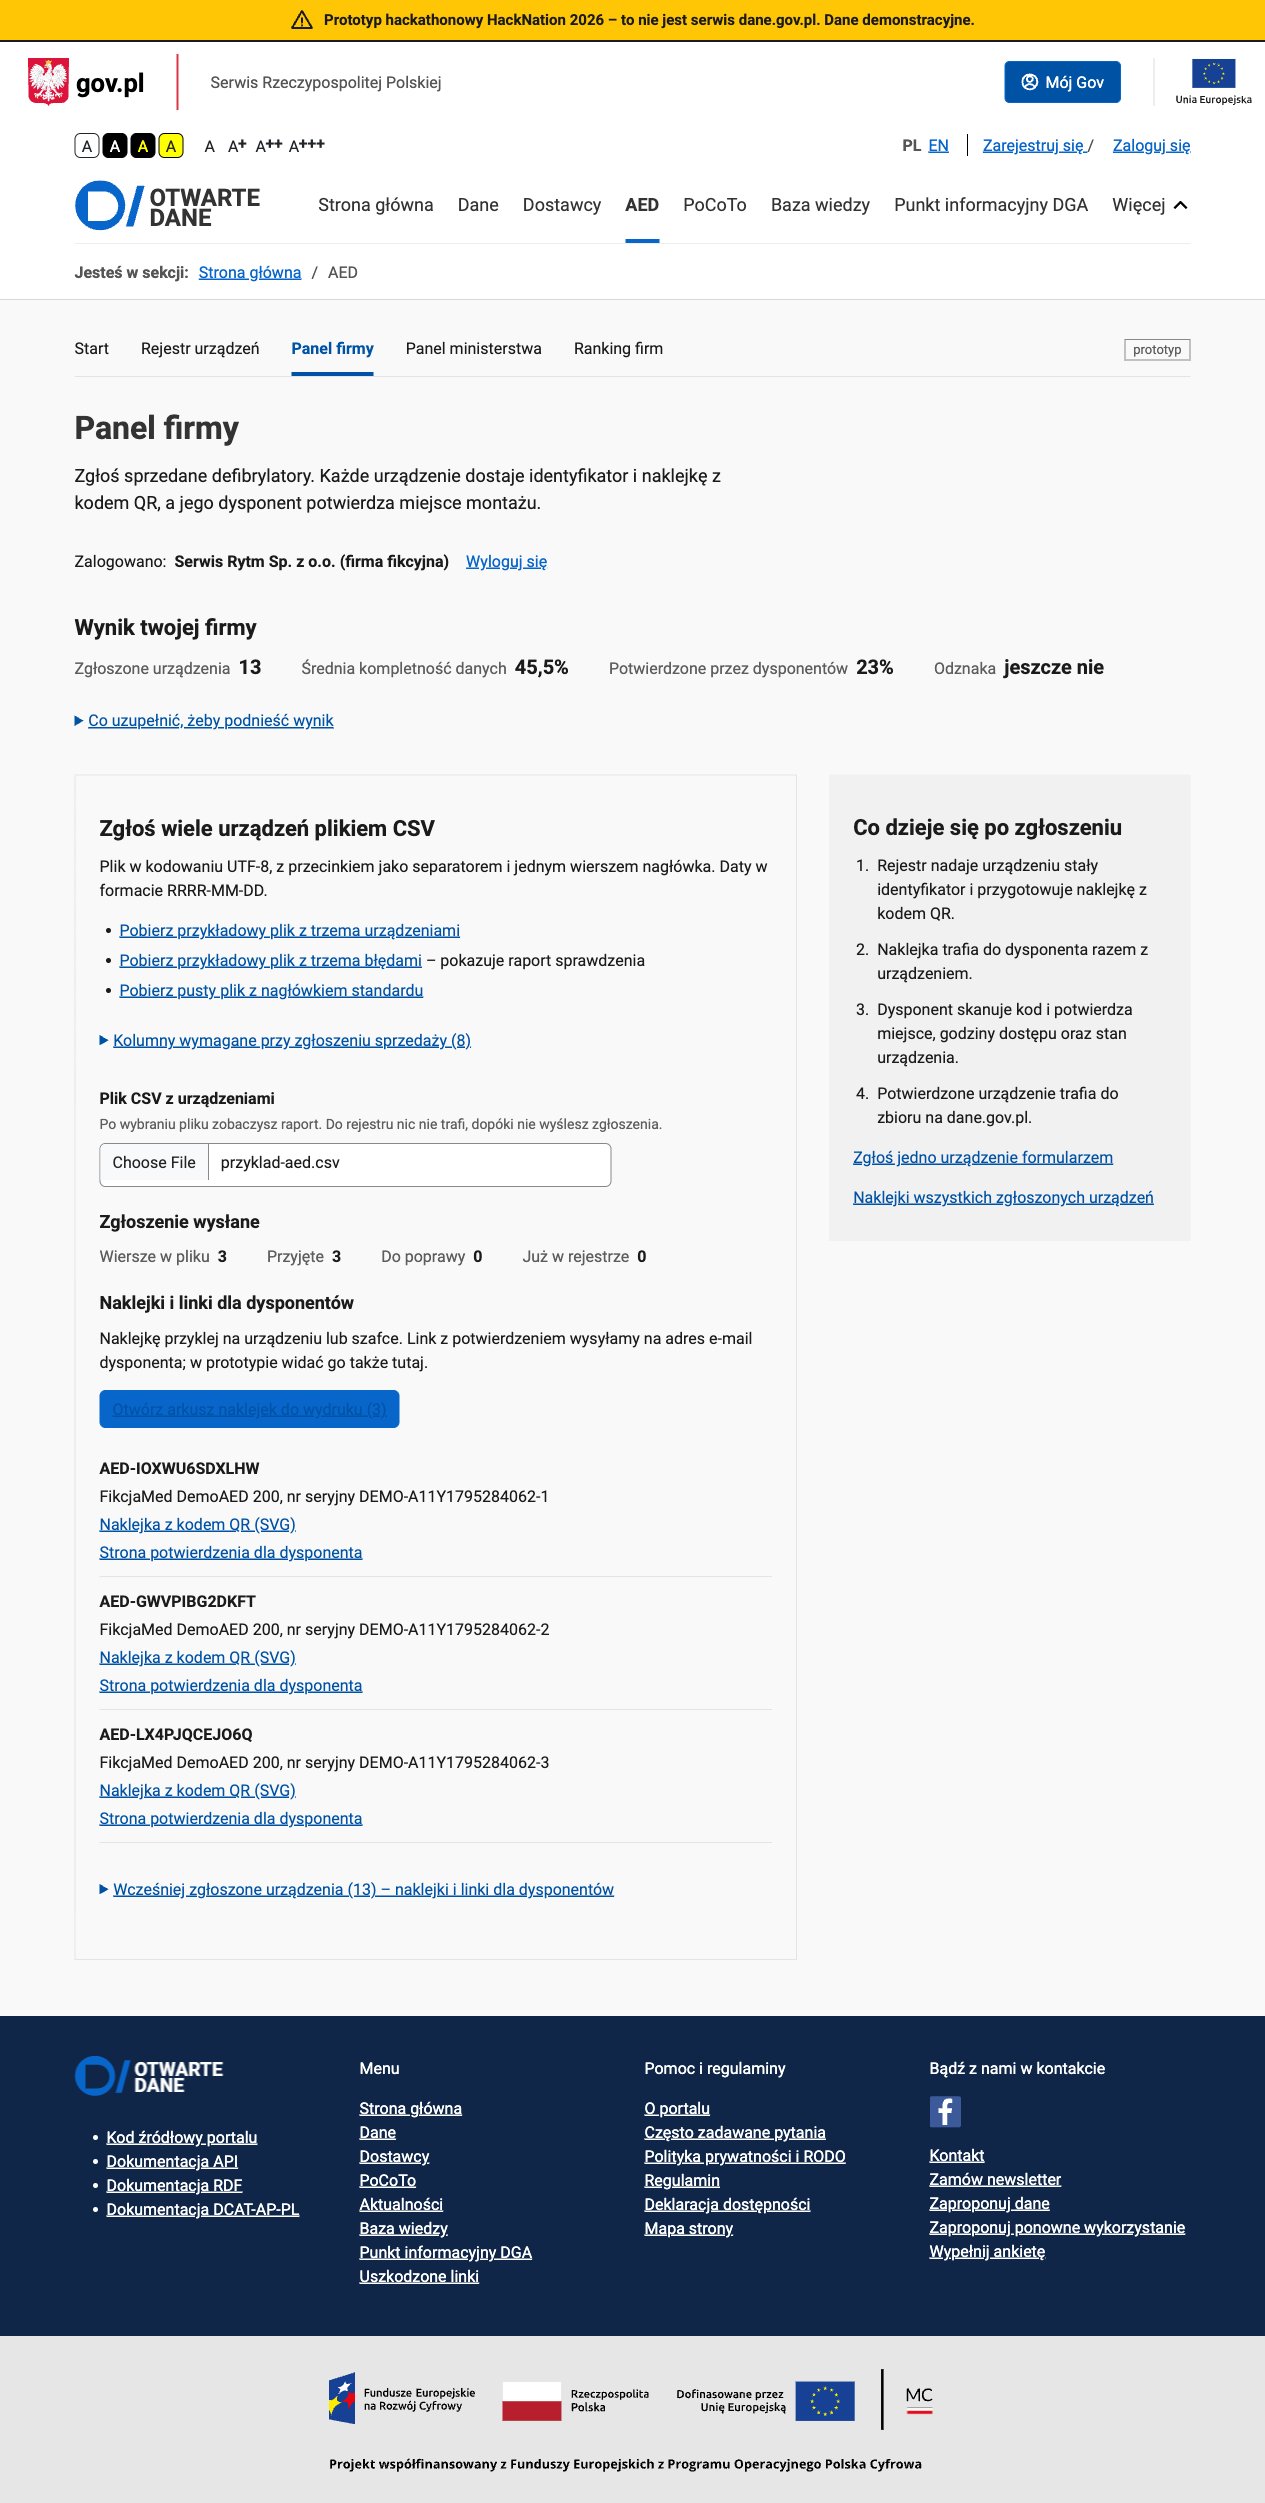 Prototyp hackathonowy HackNation 2026 – to nie jest serwis dane.gov.pl. Dane demonstracyjne.
gov.pl
Serwis Rzeczypospolitej Polskiej
Mój Gov
Unia Europejska
A A A A A A+ A++ A+++
PL EN Zarejestruj się / Zaloguj się
OTWARTE
DANE
Strona główna Dane Dostawcy AED PoCoTo Baza wiedzy Punkt informacyjny DGA Więcej
Jesteś w sekcji: Strona główna / AED
Start Rejestr urządzeń Panel firmy Panel ministerstwa Ranking firm prototyp
Panel firmy
Zgłoś sprzedane defibrylatory. Każde urządzenie dostaje identyfikator i naklejkę z
kodem QR, a jego dysponent potwierdza miejsce montażu.
Zalogowano: Serwis Rytm Sp. z o.o. (firma fikcyjna) Wyloguj się
Wynik twojej firmy
Zgłoszone urządzenia 13 Średnia kompletność danych 45,5% Potwierdzone przez dysponentów 23% Odznaka jeszcze nie
Co uzupełnić, żeby podnieść wynik
Zgłoś wiele urządzeń plikiem CSV
Plik w kodowaniu UTF-8, z przecinkiem jako separatorem i jednym wierszem nagłówka. Daty w
formacie RRRR-MM-DD.
• Pobierz przykładowy plik z trzema urządzeniami
• Pobierz przykładowy plik z trzema błędami – pokazuje raport sprawdzenia
• Pobierz pusty plik z nagłówkiem standardu
Kolumny wymagane przy zgłoszeniu sprzedaży (8)
Plik CSV z urządzeniami
Po wybraniu pliku zobaczysz raport. Do rejestru nic nie trafi, dopóki nie wyślesz zgłoszenia.
Choose File przyklad-aed.csv
Zgłoszenie wysłane
Wiersze w pliku 3 Przyjęte 3 Do poprawy 0 Już w rejestrze 0
Naklejki i linki dla dysponentów
Naklejkę przyklej na urządzeniu lub szafce. Link z potwierdzeniem wysyłamy na adres e-mail
dysponenta; w prototypie widać go także tutaj.
Otwórz arkusz naklejek do wydruku (3)
AED-IOXWU6SDXLHW
FikcjaMed DemoAED 200, nr seryjny DEMO-A11Y1795284062-1
Naklejka z kodem QR (SVG)
Strona potwierdzenia dla dysponenta
AED-GWVPIBG2DKFT
FikcjaMed DemoAED 200, nr seryjny DEMO-A11Y1795284062-2
Naklejka z kodem QR (SVG)
Strona potwierdzenia dla dysponenta
AED-LX4PJQCEJO6Q
FikcjaMed DemoAED 200, nr seryjny DEMO-A11Y1795284062-3
Naklejka z kodem QR (SVG)
Strona potwierdzenia dla dysponenta
Wcześniej zgłoszone urządzenia (13) – naklejki i linki dla dysponentów
Co dzieje się po zgłoszeniu
1. Rejestr nadaje urządzeniu stały
identyfikator i przygotowuje naklejkę z
kodem QR.
2. Naklejka trafia do dysponenta razem z
urządzeniem.
3. Dysponent skanuje kod i potwierdza
miejsce, godziny dostępu oraz stan
urządzenia.
4. Potwierdzone urządzenie trafia do
zbioru na dane.gov.pl.
Zgłoś jedno urządzenie formularzem
Naklejki wszystkich zgłoszonych urządzeń
OTWARTE
DANE
• Kod źródłowy portalu
• Dokumentacja API
• Dokumentacja RDF
• Dokumentacja DCAT-AP-PL
Menu
Strona główna
Dane
Dostawcy
PoCoTo
Aktualności
Baza wiedzy
Punkt informacyjny DGA
Uszkodzone linki
Pomoc i regulaminy
O portalu
Często zadawane pytania
Polityka prywatności i RODO
Regulamin
Deklaracja dostępności
Mapa strony
Bądź z nami w kontakcie
Kontakt
Zamów newsletter
Zaproponuj dane
Zaproponuj ponowne wykorzystanie
Wypełnij ankietę
Fundusze Europejskie
na Rozwój Cyfrowy
Rzeczpospolita
Polska
Dofinasowane przez
Unię Europejską
MC
Projekt współfinansowany z Funduszy Europejskich z Programu Operacyjnego Polska Cyfrowa